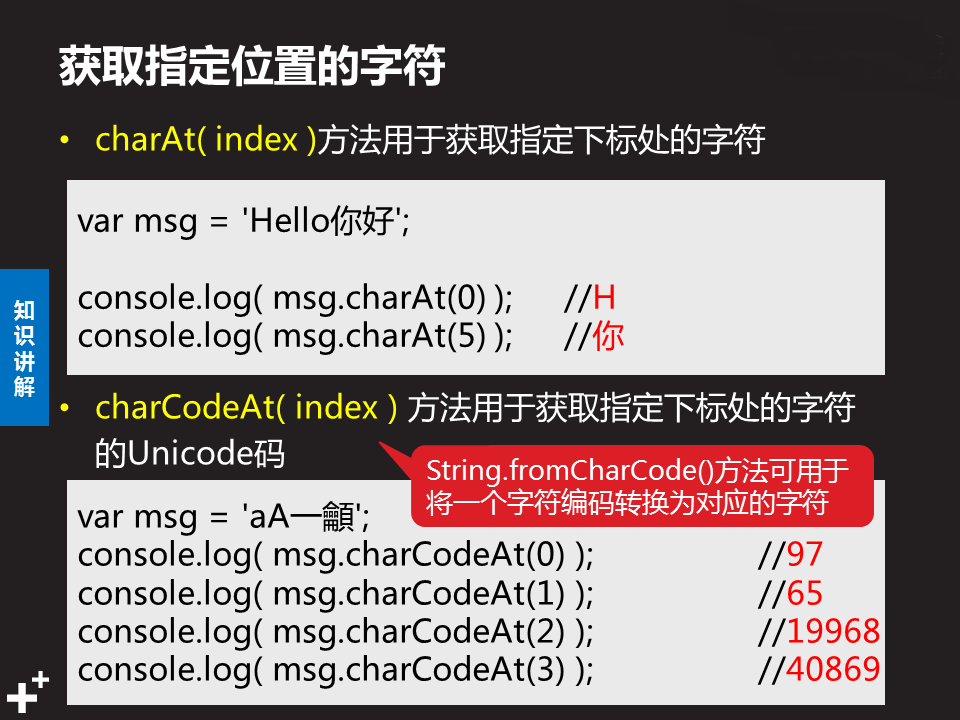 获取指定位置的字符
• charAt( index )方法用于获取指定下标处的字符
var msg = 'Hello你好';
console.log( msg.charAt(0) ); //H
console.log( msg.charAt(5) ); //你
知
识
讲
解
• charCodeAt( index ) 方法用于获取指定下标处的字符
的Unicode码
String.fromCharCode()方法可用于
将一个字符编码转换为对应的字符
var msg = 'aA一龥';
console.log( msg.charCodeAt(0) ); //97
console.log( msg.charCodeAt(1) ); //65
console.log( msg.charCodeAt(2) ); //19968
console.log( msg.charCodeAt(3) ); //40869